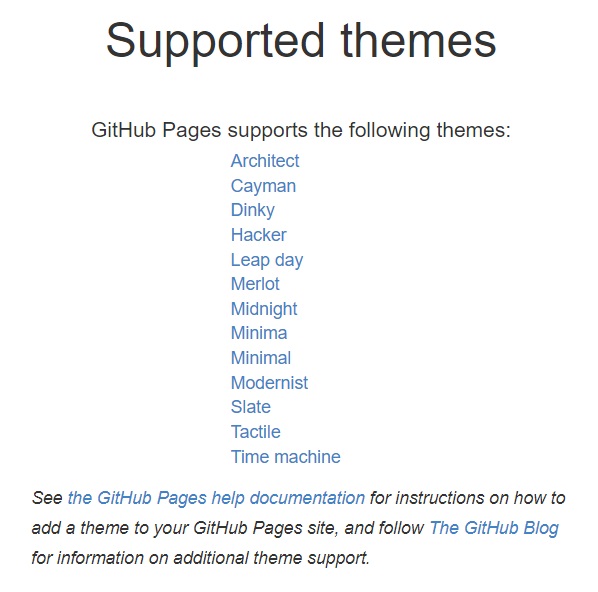 Supported themes
GitHub Pages supports the following themes:
Architect
Cayman
Dinky
Hacker
Leap day
Merlot
Midnight
Minima
Minimal
Modernist
Slate
Tactile
Time machine
See the GitHub Pages help documentation for instructions on how to
add a theme to your GitHub Pages site, and follow The GitHub Blog
for information on additional theme support.